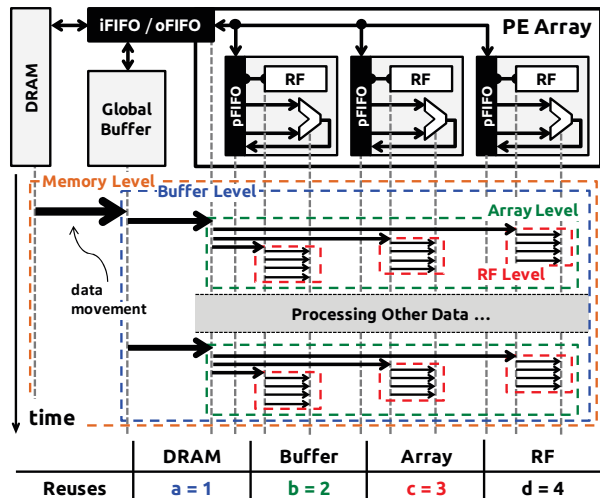 iFIFO / oFIFO
PE Array
DRAM
Global
Buffer
pFIFO
RF
pFIFO
RF
pFIFO
RF
Memory Level
Buffer Level
Array Level
RF Level
data
movement
Processing Other Data ...
time
DRAM Buffer Array RF
Reuses a = 1 b = 2 c = 3 d = 4